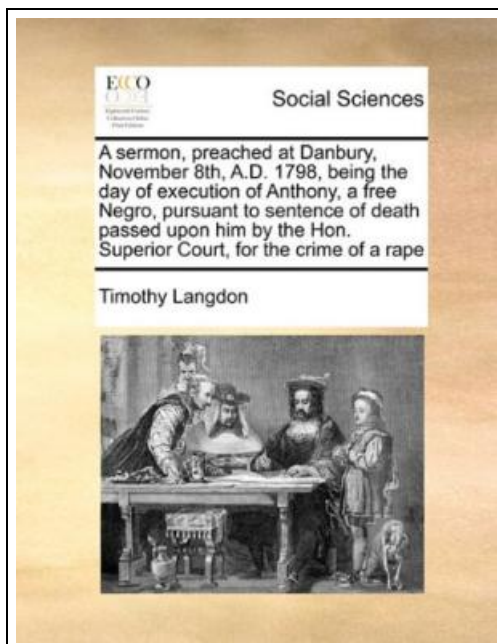 ECCO
Social Sciences
A sermon, preached at Danbury,
November 8th, A.D. 1798, being the
day of execution of Anthony, a free
Negro, pursuant to sentence of death
passed upon him by the Hon.
Superior Court, for the crime of a rape
Timothy Langdon